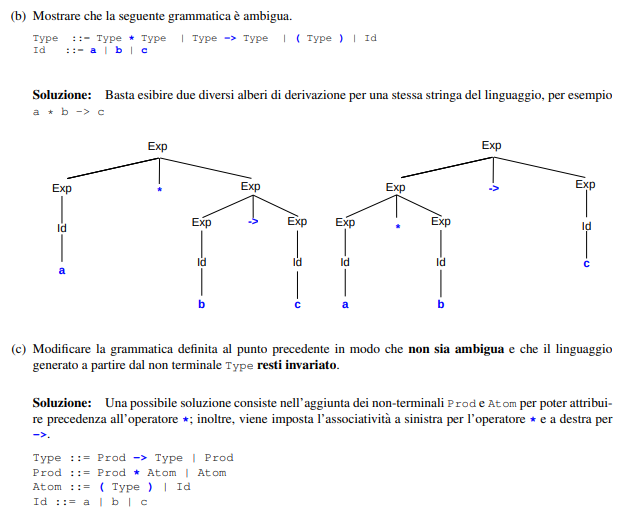 (b) Mostrare che la seguente grammatica è ambigua.
Type ::= Type * Type | Type -> Type | ( Type ) | Id
Id ::= a | b | c
Soluzione: Basta esibire due diversi alberi di derivazione per una stessa stringa del linguaggio, per esempio
a * b -> c
Exp Exp
Exp * Exp Exp -> Exp
Id Exp -> Exp Exp * Exp Id
a Id Id Id Id c
b c a b
(c) Modificare la grammatica definita al punto precedente in modo che non sia ambigua e che il linguaggio
generato a partire dal non terminale Type resti invariato.
Soluzione: Una possibile soluzione consiste nell'aggiunta dei non-terminali Prod e Atom per poter attribui-
re precedenza all'operatore *; inoltre, viene imposta l'associatività a sinistra per l'operatore * e a destra per
->.
Type ::= Prod -> Type | Prod
Prod ::= Prod * Atom | Atom
Atom ::= ( Type ) | Id
Id ::= a | b | c